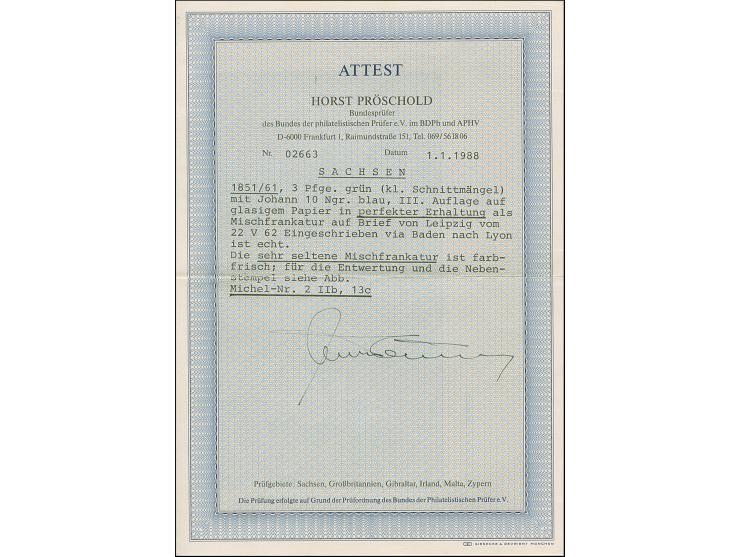 ATTEST
HORST PRÖSCHOLD
Bundesprüfer
des Bundes der philatelistischen Prüfer e.V. im BDPh und APHV
D-6000 Frankfurt 1, Raimundstraße 151, Tel. 069/561806
Nr. 02663 Datum 1.1.1988
SACHSEN
1851/61, 3 Pfge. grün (kl. Schnittmängel)
mit Johann 10 Ngr. blau, III. Auflage auf
glasigem Papier in perfekter Erhaltung als
Mischfrankatur auf Brief von Leipzig vom
22 V 62 Eingeschrieben via Baden nach Lyon
ist echt.
Die sehr seltene Mischfrankatur ist farb-
frisch; für die Entwertung und die Neben-
stempel siehe Abb.
Michel-Nr. 2 IIb, 13c
Prüfgebiete: Sachsen, Großbritannien, Gibraltar, Irland, Malta, Zypern
Die Prüfung erfolgte auf Grund der Prüfordnung des Bundes der Philatelistischen Prüfer e.V.
GIESECKE & DEVRIENT MÜNCHEN